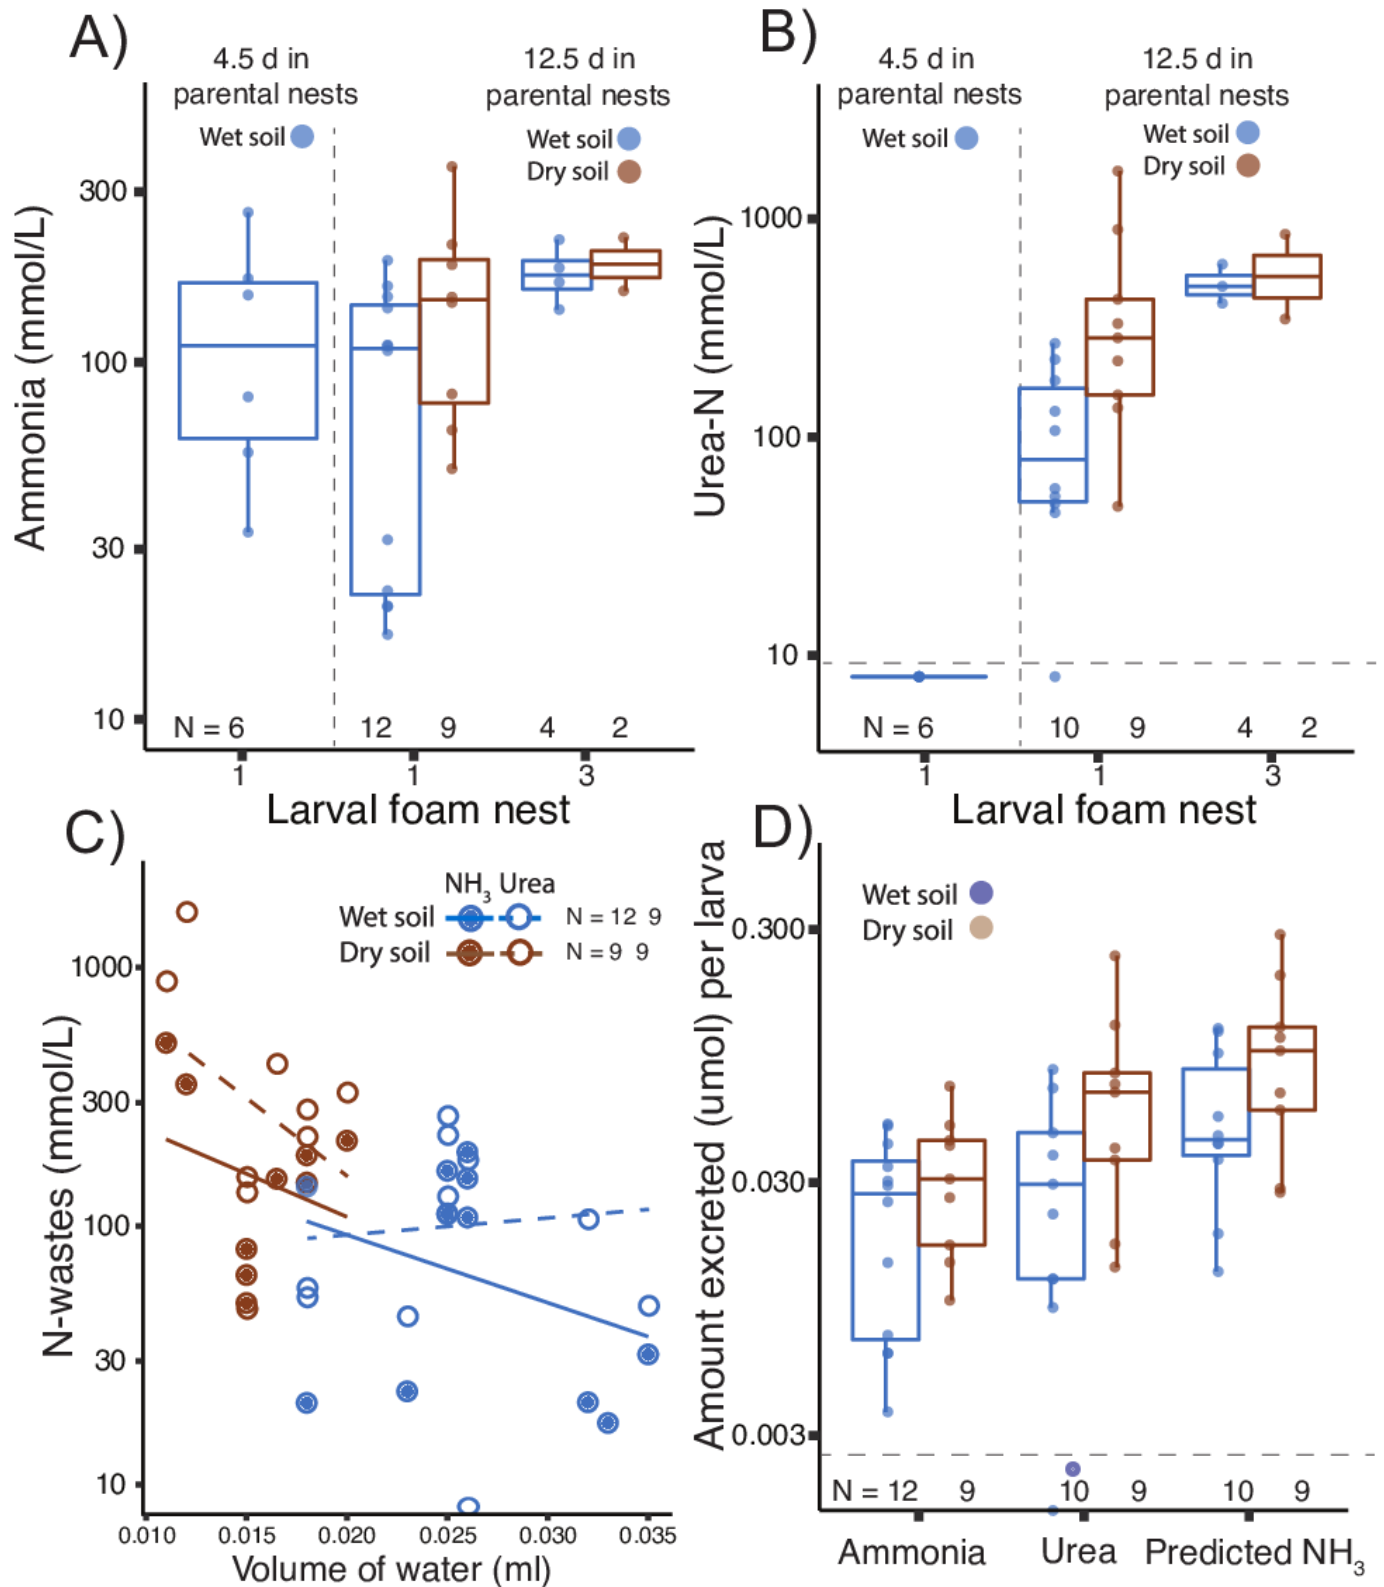 A)
4.5 d in
parental nests
Wet soil
12.5 d in
parental nests
Wet soil
Dry soil
Ammonia (mmol/L)
300
100
30
10
N = 6
12
9
4
2
1
1
3
Larval foam nest
B)
4.5 d in
parental nests
Wet soil
12.5 d in
parental nests
Wet soil
Dry soil
Urea-N (mmol/L)
1000
100
10
N = 6
10
9
4
2
1
1
3
Larval foam nest
C)
NH3 Urea
Wet soil
N = 12 9
Dry soil
N = 9 9
N-wastes (mmol/L)
1000
300
100
30
10
0.010
0.015
0.020
0.025
0.030
0.035
Volume of water (ml)
D)
Wet soil
Dry soil
Amount excreted (umol) per larva
0.300
0.030
0.003
N = 12
9
10
9
10
9
Ammonia
Urea
Predicted NH3